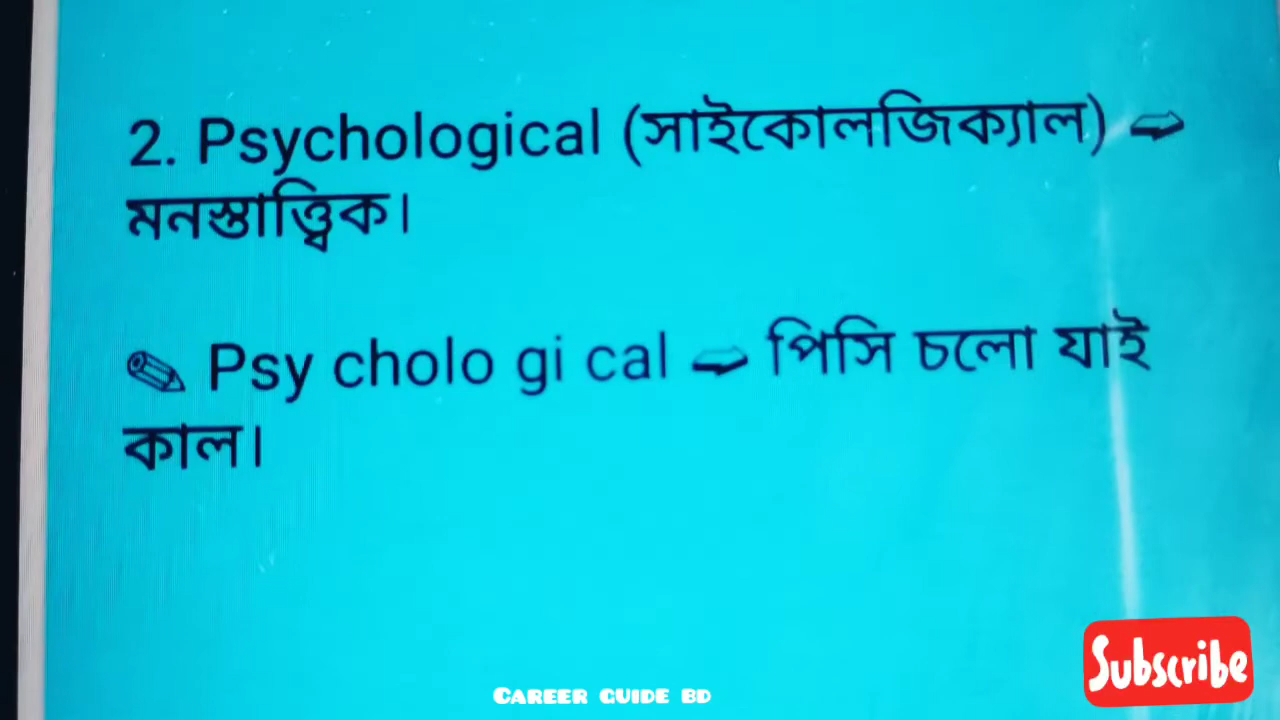 2. Psychological (সাইকোলজিক্যাল) ➫
মনস্তাত্ত্বিক।
✎ Psy cholo gi cal ➫ পিসি চলো যাই
কাল।
Subscribe
CAREER GUIDE BD